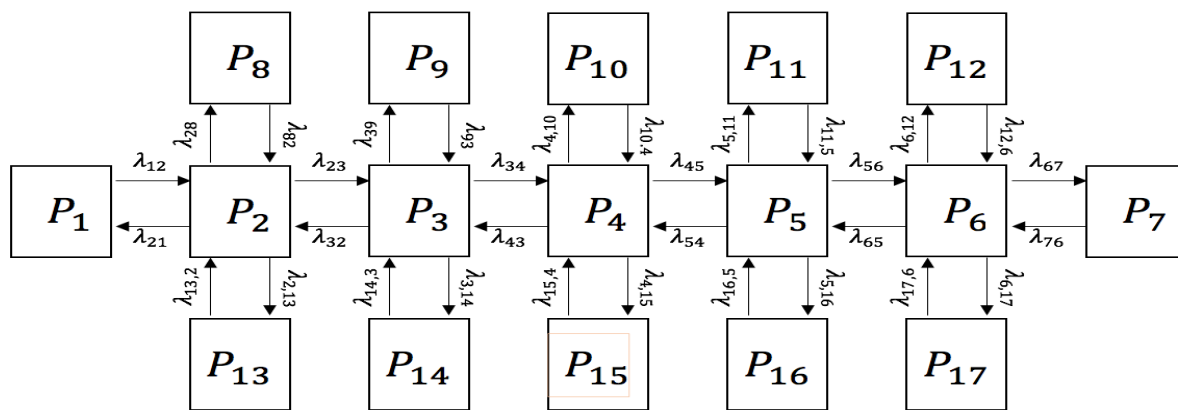 P₈ P₉ P₁₀ P₁₁ P₁₂
λ₂₈ λ₈₂ λ₃₉ λ₉₃ λ₄,₁₀ λ₁₀.₄ λ₅,₁₁ λ₁₁,₅ λ₉,₁₂ λ₁₂,₆
λ₁₂ λ₂₃ λ₃₄ λ₄₅ λ₅₆ λ₆₇
P₁ P₂ P₃ P₄ P₅ P₆ P₇
λ₂₁ λ₃₂ λ₄₃ λ₅₄ λ₆₅ λ₇₆
λ₁₃,₂ λ₂,₁₃ λ₁₄,₃ λ₃,₁₄ λ₁₅,₄ λ₄,₁₅ λ₁₆,₅ λ₅,₁₆ λ₁₇,₆ λ₆,₁₇
P₁₃ P₁₄ P₁₅ P₁₆ P₁₇